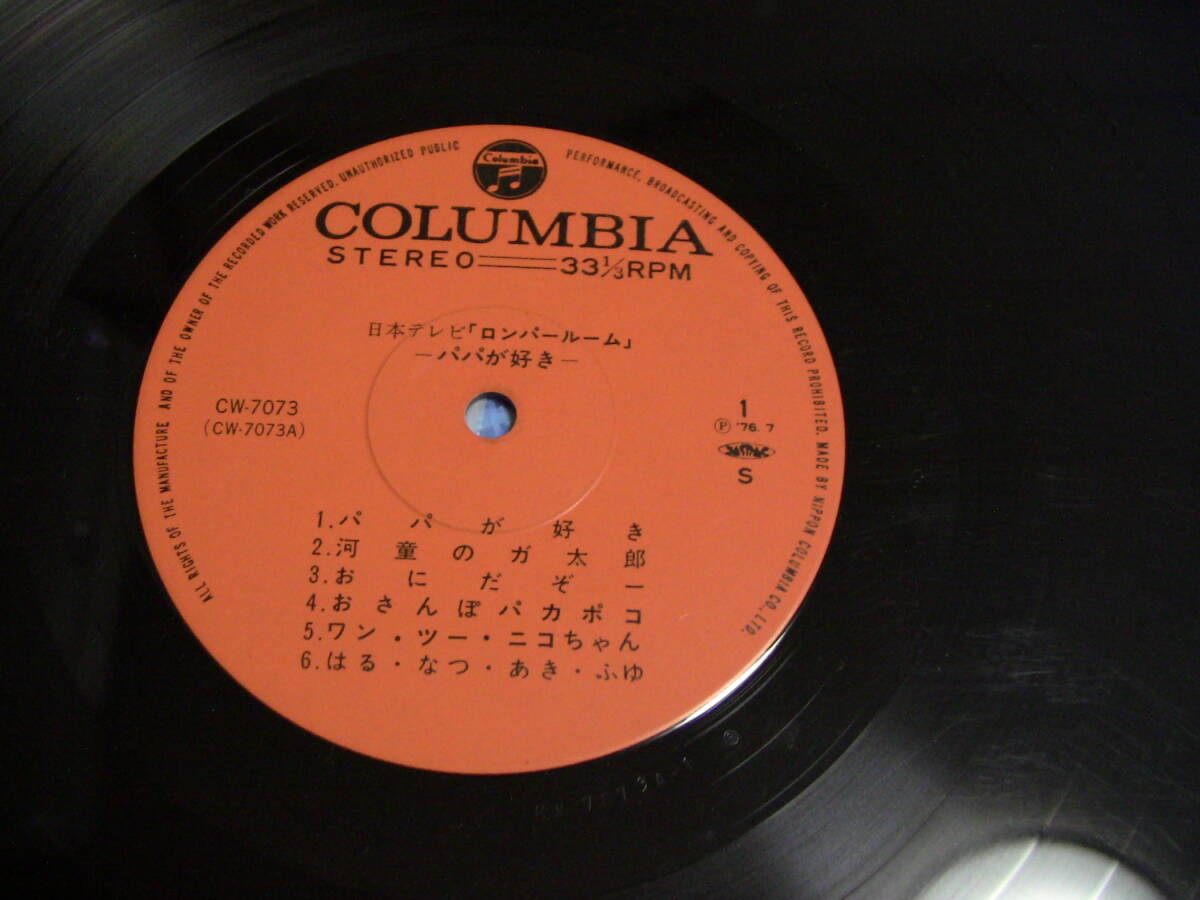 Columbia
COLUMBIA
STEREO 33 1/3 RPM
日本テレビ「ロンパールーム」
—パパが好き—
CW-7073
(CW-7073A)
1
Ⓟ '76. 7
JASRAC
S
1.パパが好き
2.河童のガ太郎
3.おにだぞー
4.おさんぽパカポコ
5.ワン・ツー・ニコちゃん
6.はる・なつ・あき・ふゆ
ALL RIGHTS OF THE MANUFACTURE AND OF THE OWNER OF THE RECORDED WORK RESERVED. UNAUTHORIZED PUBLIC PERFORMANCE, BROADCASTING AND COPYING OF THIS RECORD PROHIBITED. MADE BY NIPPON COLUMBIA CO., LTD.